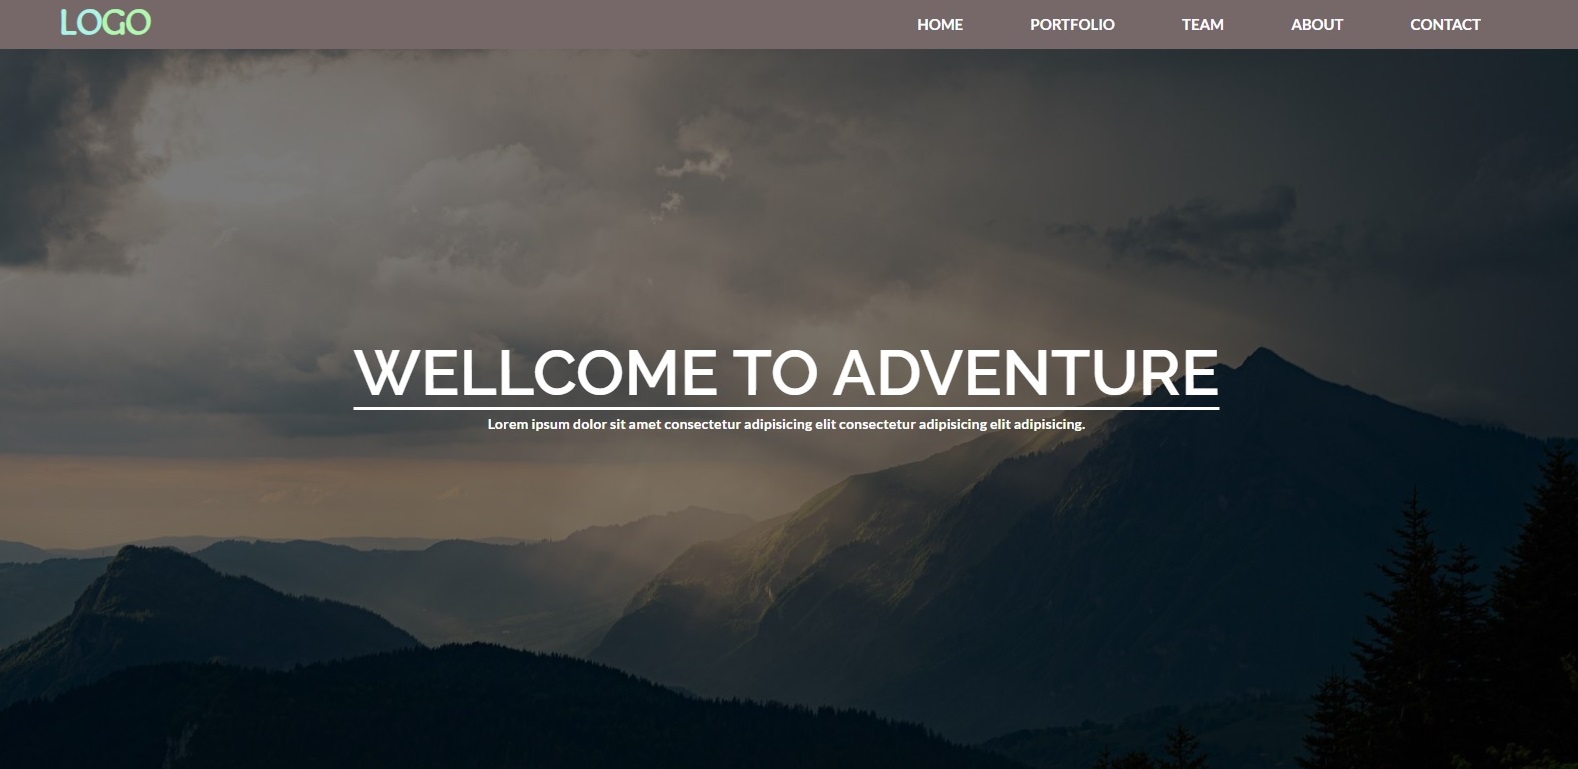 LOGO HOME PORTFOLIO TEAM ABOUT CONTACT
WELLCOME TO ADVENTURE
Lorem ipsum dolor sit amet consectetur adipisicing elit consectetur adipisicing elit adipisicing.